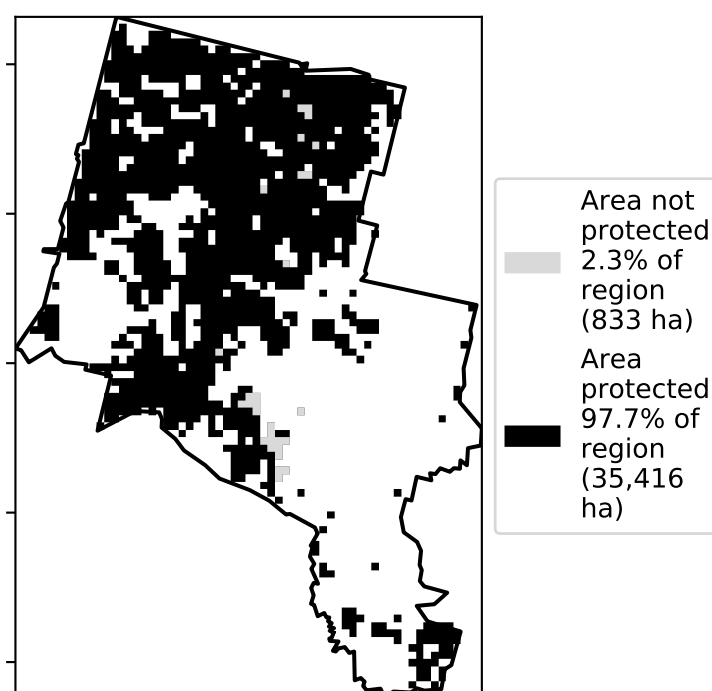 Area not
protected
2.3% of
region
(833 ha)
Area
protected
97.7% of
region
(35,416
ha)